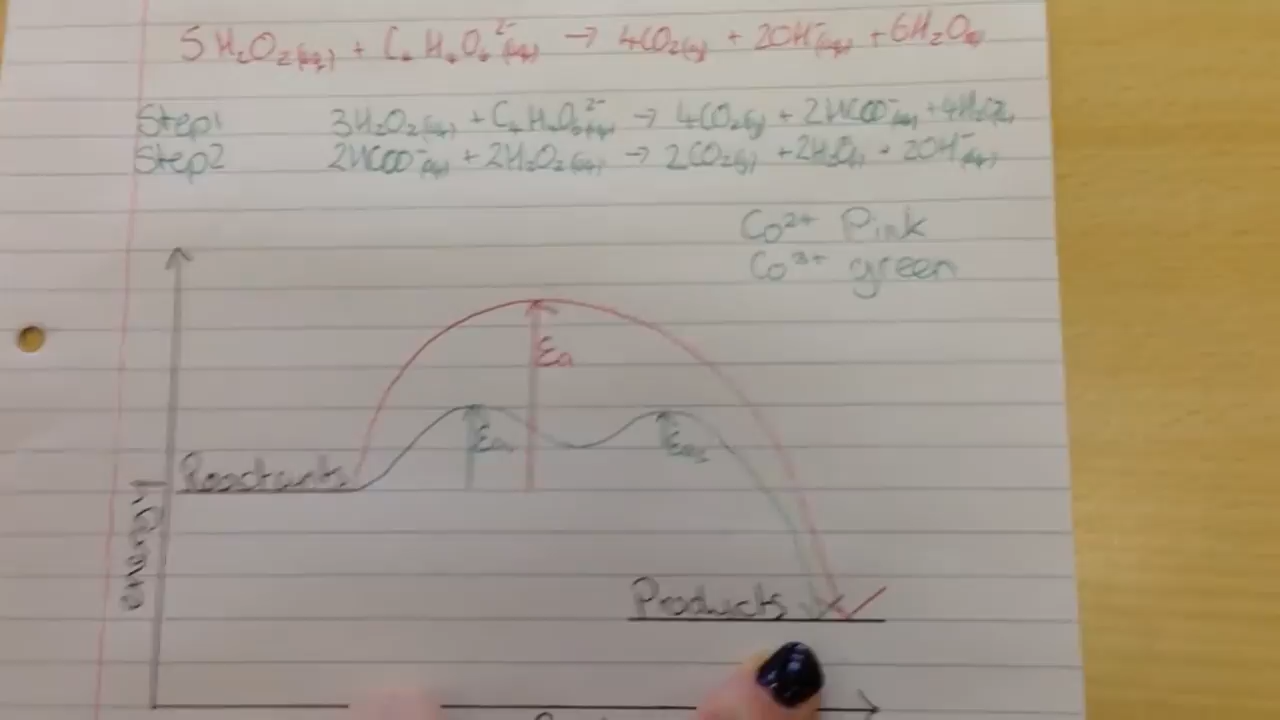 5H₂O₂(aq) + C₄H₄O₆²⁻(aq) → 4CO₂(g) + 2OH⁻(aq) + 6H₂O(l)
Step1 3H₂O₂(aq) + C₄H₄O₆²⁻(aq) → 4CO₂(g) + 2HCOO⁻(aq) + 4H₂O(l)
Step2 2HCOO⁻(aq) + 2H₂O₂(aq) → 2CO₂(g) + 2H₂O(l) + 2OH⁻(aq)
Co²⁺ Pink
Co³⁺ green
Ea
Ea
Reactants
Products